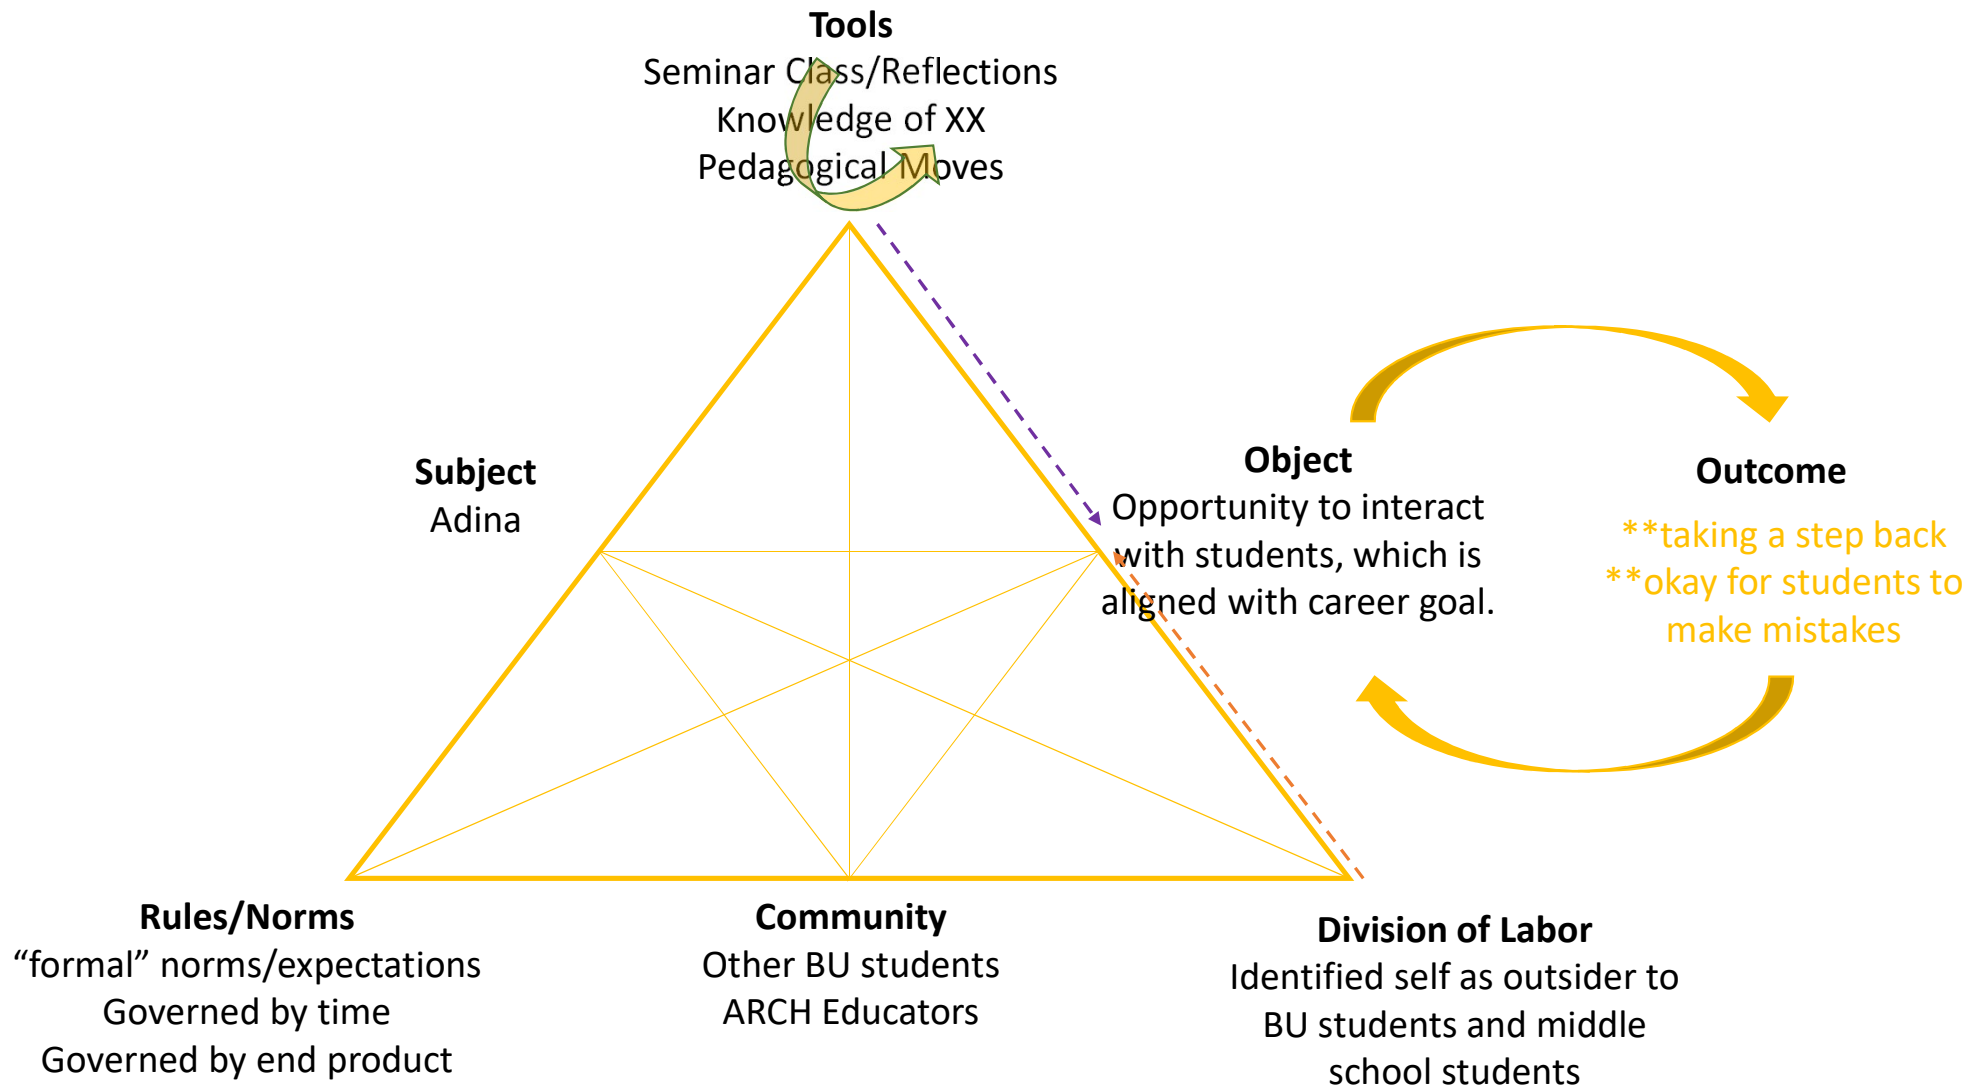 Tools
Seminar Class/Reflections
Knowledge of XX
Pedagogical Moves
Subject
Adina
Object
Opportunity to interact
with students, which is
aligned with career goal.
Outcome
**taking a step back
**okay for students to
make mistakes
Rules/Norms
“formal” norms/expectations
Governed by time
Governed by end product
Community
Other BU students
ARCH Educators
Division of Labor
Identified self as outsider to
BU students and middle
school students